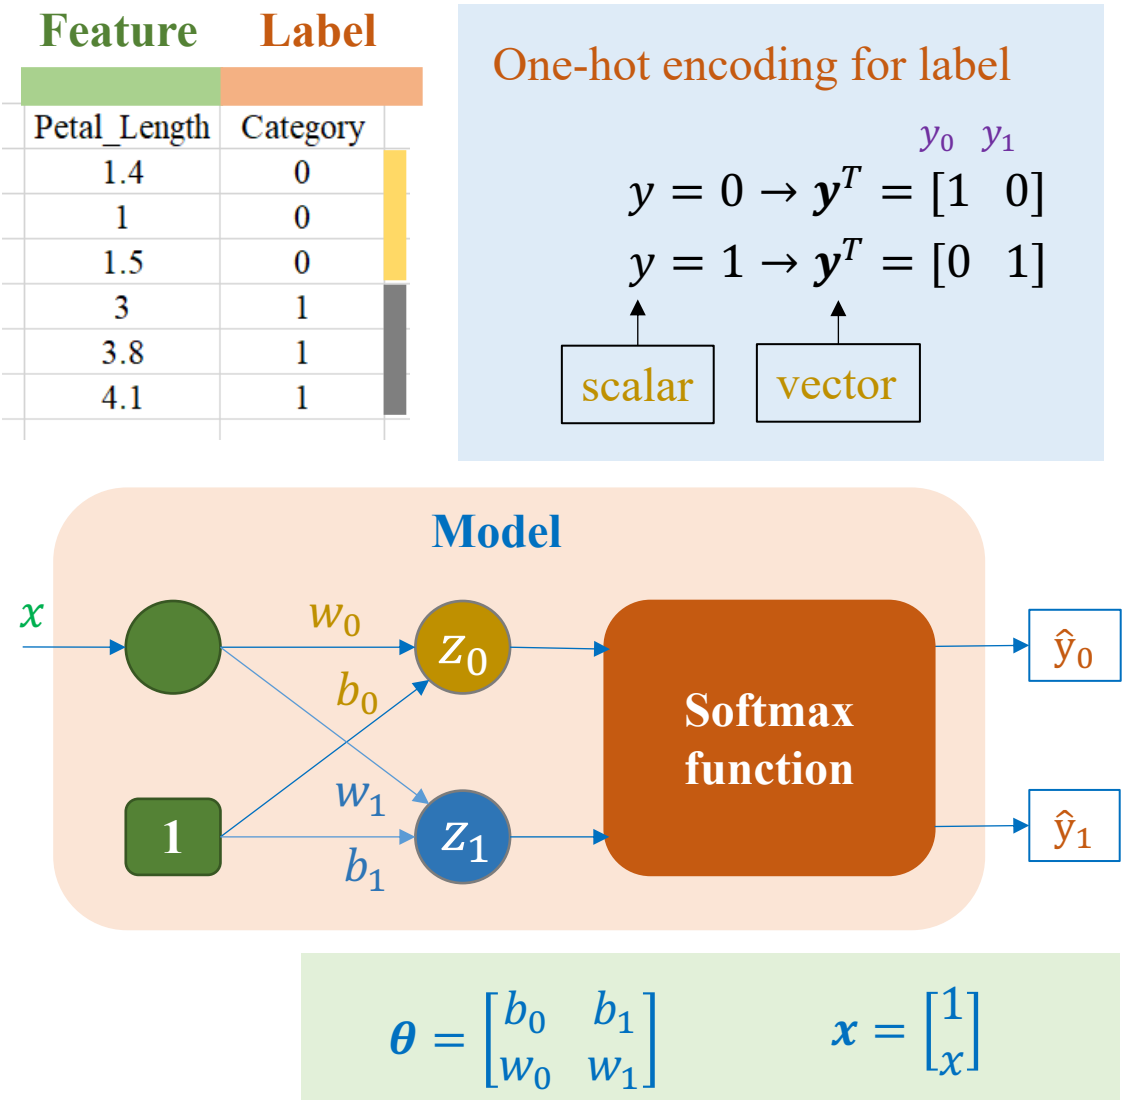 Feature Label
Petal_Length Category
1.4 0
1 0
1.5 0
3 1
3.8 1
4.1 1
One-hot encoding for label
y₀ y₁
y = 0 → yᵀ = [1 0]
y = 1 → yᵀ = [0 1]
scalar vector
Model
x
w₀
z₀
b₀
w₁
1
z₁
b₁
Softmax
function
ŷ₀
ŷ₁
θ = [b₀ b₁
w₀ w₁]
x = [1
x]